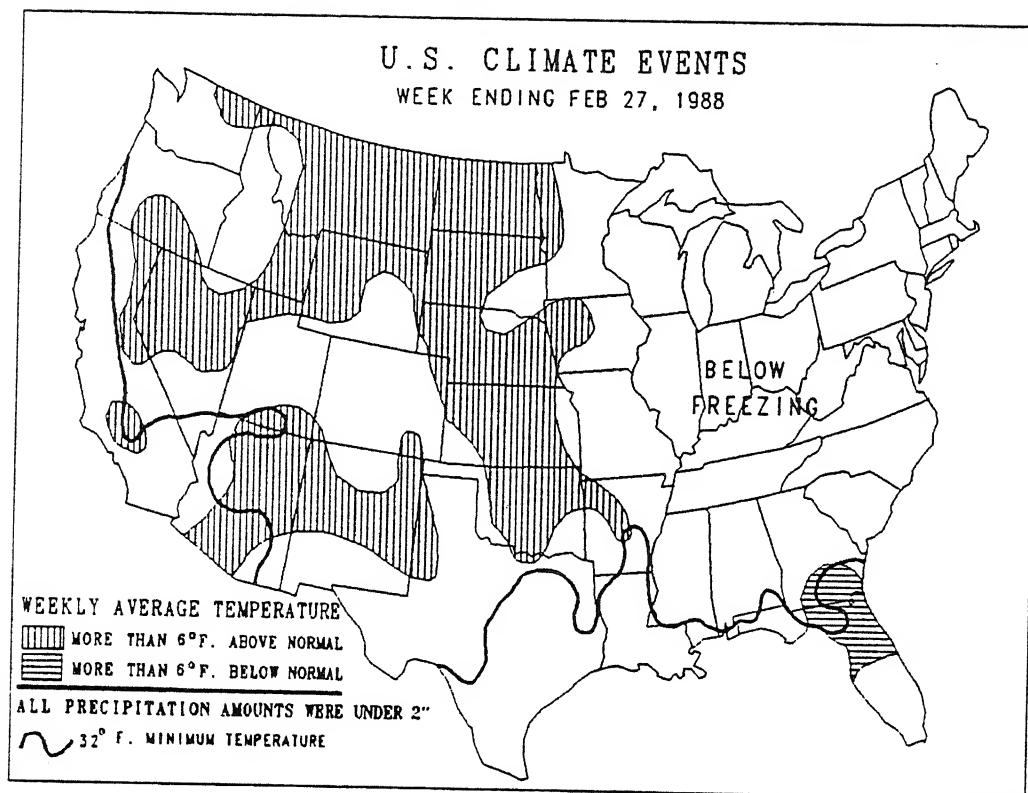 U.S. CLIMATE EVENTS
WEEK ENDING FEB 27, 1988
BELOW
FREEZING
WEEKLY AVERAGE TEMPERATURE
MORE THAN 6°F. ABOVE NORMAL
MORE THAN 6°F. BELOW NORMAL
ALL PRECIPITATION AMOUNTS WERE UNDER 2"
32° F. MINIMUM TEMPERATURE